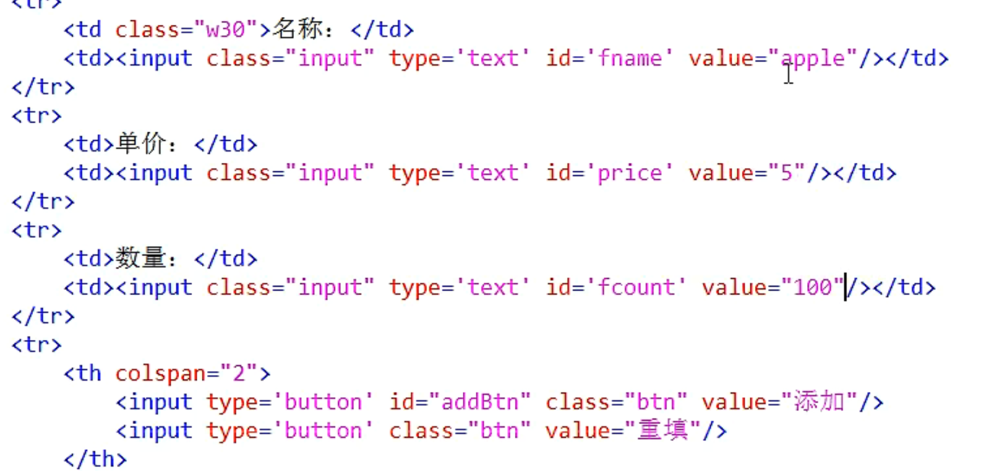 <tr>
    <td class="w30">名称：</td>
    <td><input class="input" type='text' id='fname' value="apple"/></td>
</tr>
<tr>
    <td>单价：</td>
    <td><input class="input" type='text' id='price' value="5"/></td>
</tr>
<tr>
    <td>数量：</td>
    <td><input class="input" type='text' id='fcount' value="100"/></td>
</tr>
<tr>
    <th colspan="2">
        <input type='button' id="addBtn" class="btn" value="添加"/>
        <input type='button' class="btn" value="重填"/>
    </th>